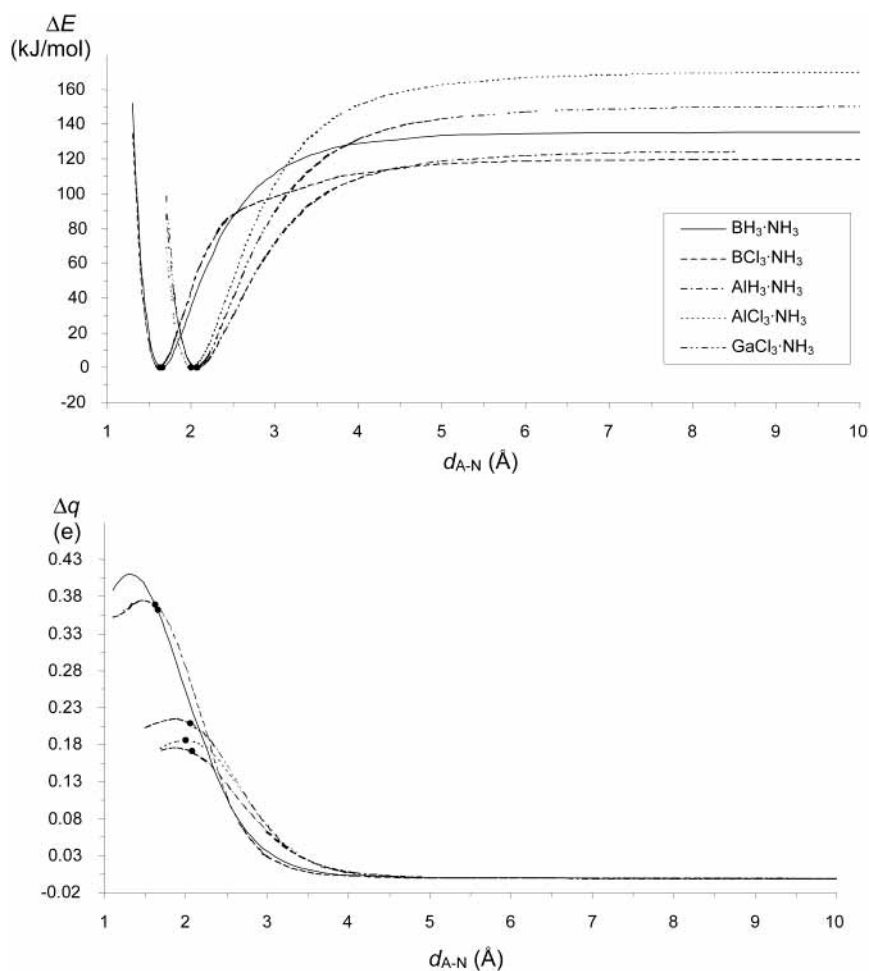 ΔE
(kJ/mol)
160
140
120
100
80
60
40
20
0
-20
1 2 3 4 5 6 7 8 9 10
d_A-N (Å)
BH₃·NH₃
BCl₃·NH₃
AlH₃·NH₃
AlCl₃·NH₃
GaCl₃·NH₃
Δq
(e)
0.43
0.38
0.33
0.28
0.23
0.18
0.13
0.08
0.03
-0.02
1 2 3 4 5 6 7 8 9 10
d_A-N (Å)